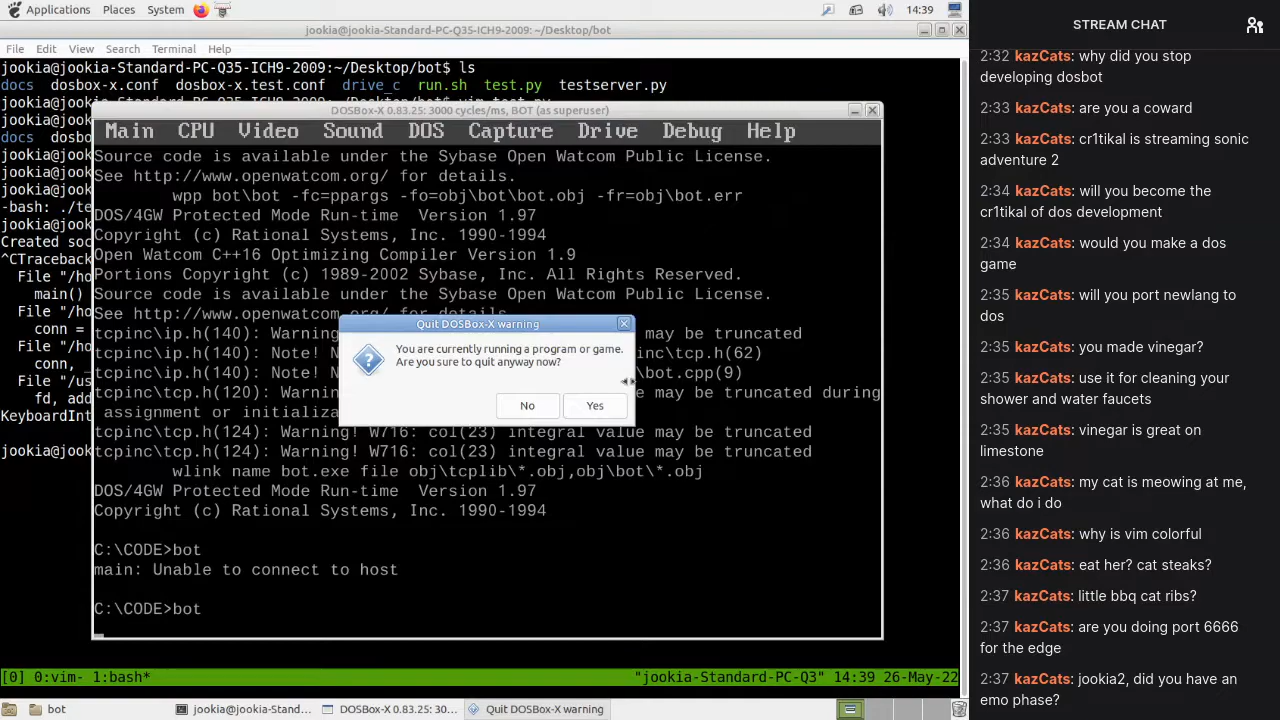 Applications Places System 14:39
jookia@jookia-Standard-PC-Q35-ICH9-2009: ~/Desktop/bot
File Edit View Search Terminal Help
jookia@jookia-Standard-PC-Q35-ICH9-2009:~/Desktop/bot$ ls
docs dosbox-x.conf dosbox-x.test.conf drive_c run.sh test.py testserver.py
DOSBox-X 0.83.25: 3000 cycles/ms, BOT (as superuser)
Main CPU Video Sound DOS Capture Drive Debug Help
docs dosb
-bash: ./te
Created soc
^CTraceback
File "/ho
main()
File "/ho
conn =
File "/ho
conn, _
File "/us
fd, add
KeyboardInt
jookia@jook
Source code is available under the Sybase Open Watcom Public License.
See http://www.openwatcom.org/ for details.
wpp bot\bot -fc=ppargs -fo=obj\bot\bot.obj -fr=obj\bot.err
DOS/4GW Protected Mode Run-time Version 1.97
Copyright (c) Rational Systems, Inc. 1990-1994
Open Watcom C++16 Optimizing Compiler Version 1.9
Portions Copyright (c) 1989-2002 Sybase, Inc. All Rights Reserved.
Source code is available under the Sybase Open Watcom Public License.
See http://www.openwatcom.org/ for details.
tcpinc\ip.h(140): Warning may be truncated
tcpinc\ip.h(140): Note! N inc\tcp.h(62)
tcpinc\ip.h(140): Note! N bot.cpp(9)
tcpinc\tcp.h(120): Warn e may be truncated during
assignment or initializa
tcpinc\tcp.h(124): Warning! W716: col(23) integral value may be truncated
tcpinc\tcp.h(124): Warning! W716: col(23) integral value may be truncated
wlink name bot.exe file obj\tcplib\*.obj,obj\bot\*.obj
DOS/4GW Protected Mode Run-time Version 1.97
Copyright (c) Rational Systems, Inc. 1990-1994
C:\CODE>bot
main: Unable to connect to host
C:\CODE>bot
Quit DOSBox-X warning
You are currently running a program or game.
Are you sure to quit anyway now?
No Yes
[0] 0:vim- 1:bash* "jookia-Standard-PC-Q3" 14:39 26-May-22
bot jookia@jookia-Stand... DOSBox-X 0.83.25: 30... Quit DOSBox-X warning
STREAM CHAT
2:32 kazCats: why did you stop
developing dosbot
2:33 kazCats: are you a coward
2:33 kazCats: cr1tikal is streaming sonic
adventure 2
2:34 kazCats: will you become the
cr1tikal of dos development
2:34 kazCats: would you make a dos
game
2:35 kazCats: will you port newlang to
dos
2:35 kazCats: you made vinegar?
2:35 kazCats: use it for cleaning your
shower and water faucets
2:35 kazCats: vinegar is great on
limestone
2:36 kazCats: my cat is meowing at me,
what do i do
2:36 kazCats: why is vim colorful
2:36 kazCats: eat her? cat steaks?
2:37 kazCats: little bbq cat ribs?
2:37 kazCats: are you doing port 6666
for the edge
2:37 kazCats: jookia2, did you have an
emo phase?